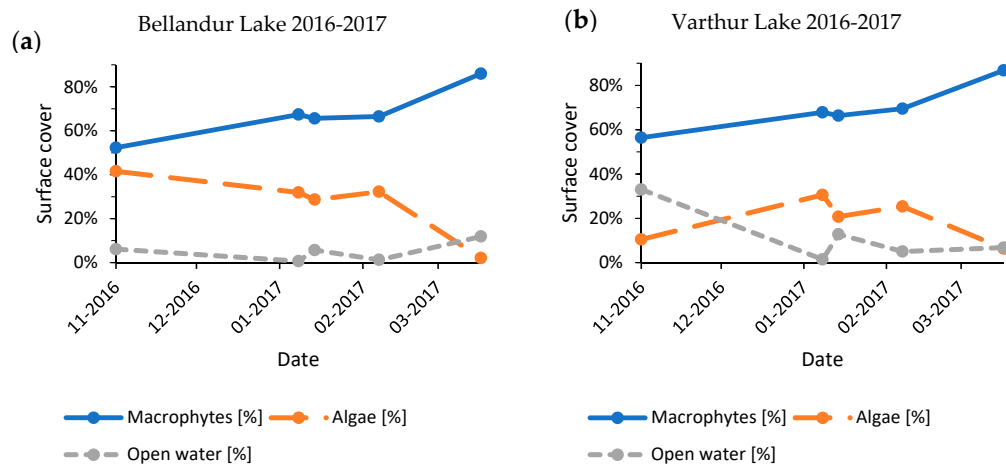 Bellandur Lake 2016-2017
(a)
Surface cover
80%
60%
40%
20%
0%
11-2016
12-2016
01-2017
02-2017
03-2017
Date
Macrophytes [%]
Algae [%]
Open water [%]
(b)
Varthur Lake 2016-2017
Surface cover
80%
60%
40%
20%
0%
11-2016
12-2016
01-2017
02-2017
03-2017
Date
Macrophytes [%]
Algae [%]
Open water [%]